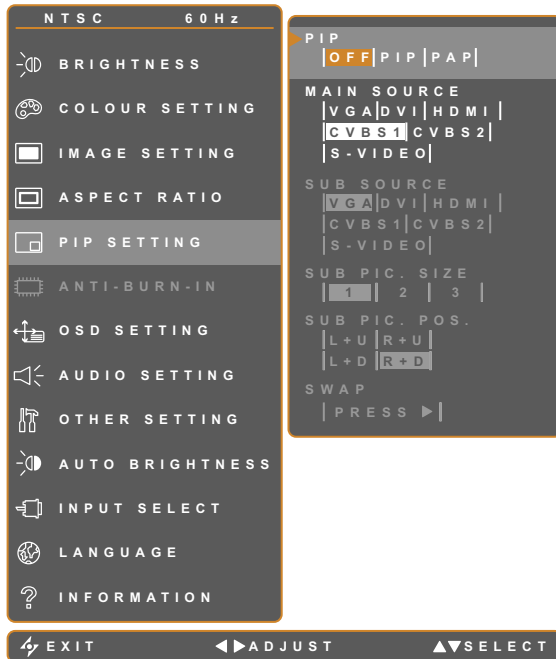 NTSC 60Hz
BRIGHTNESS
COLOUR SETTING
IMAGE SETTING
ASPECT RATIO
PIP SETTING
ANTI-BURN-IN
OSD SETTING
AUDIO SETTING
OTHER SETTING
AUTO BRIGHTNESS
INPUT SELECT
LANGUAGE
INFORMATION
PIP
OFF PIP PAP
MAIN SOURCE
VGA DVI HDMI
CVBS1 CVBS2
S-VIDEO
SUB SOURCE
VGA DVI HDMI
CVBS1 CVBS2
S-VIDEO
SUB PIC. SIZE
1 2 3
SUB PIC. POS.
L+U R+U
L+D R+D
SWAP
PRESS ▶
EXIT ◀▶ADJUST ▲▼SELECT